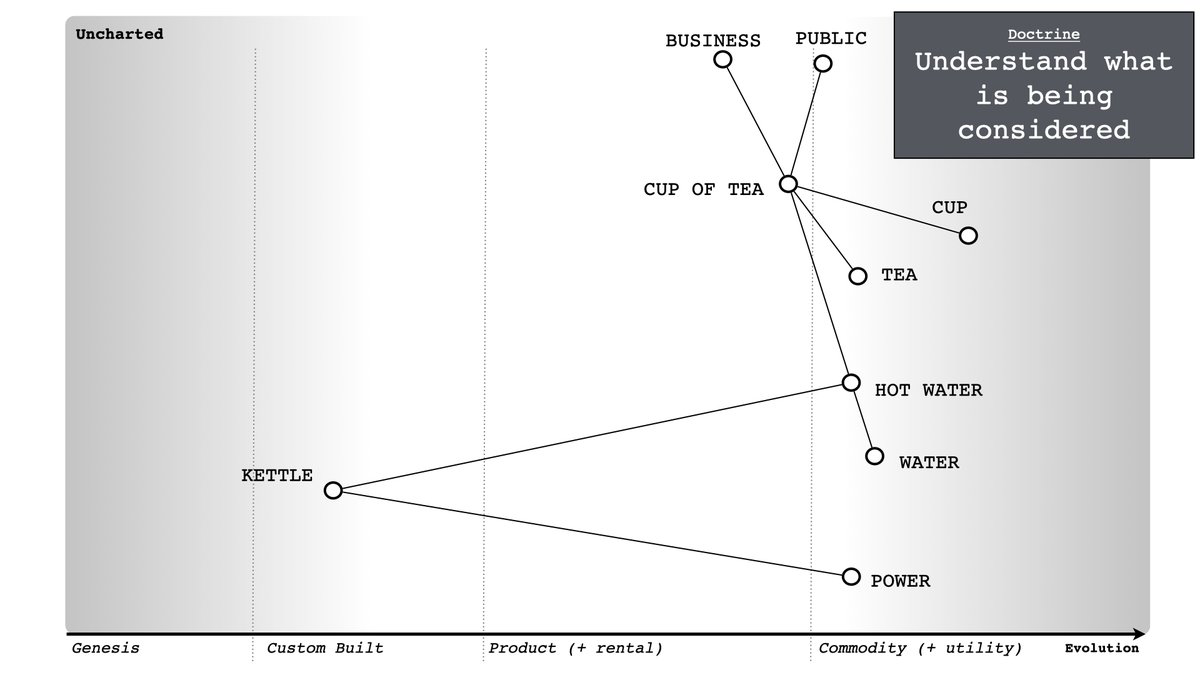 Uncharted
Doctrine
Understand what
is being
considered
BUSINESS
PUBLIC
CUP OF TEA
CUP
TEA
HOT WATER
WATER
KETTLE
POWER
Genesis
Custom Built
Product (+ rental)
Commodity (+ utility)
Evolution